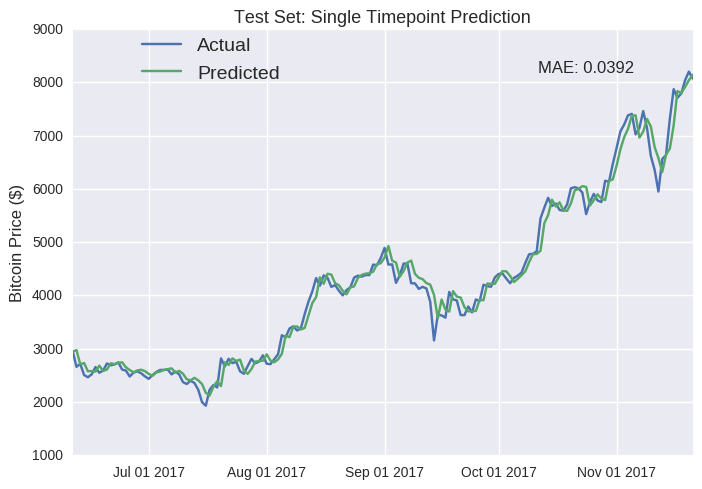 Test Set: Single Timepoint Prediction
9000
Actual
MAE: 0.0392
Predicted
8000
7000
6000
Bitcoin Price ($)
5000
4000
3000
2000
1000
Jul 01 2017 Aug 01 2017 Sep 01 2017 Oct 01 2017 Nov 01 2017